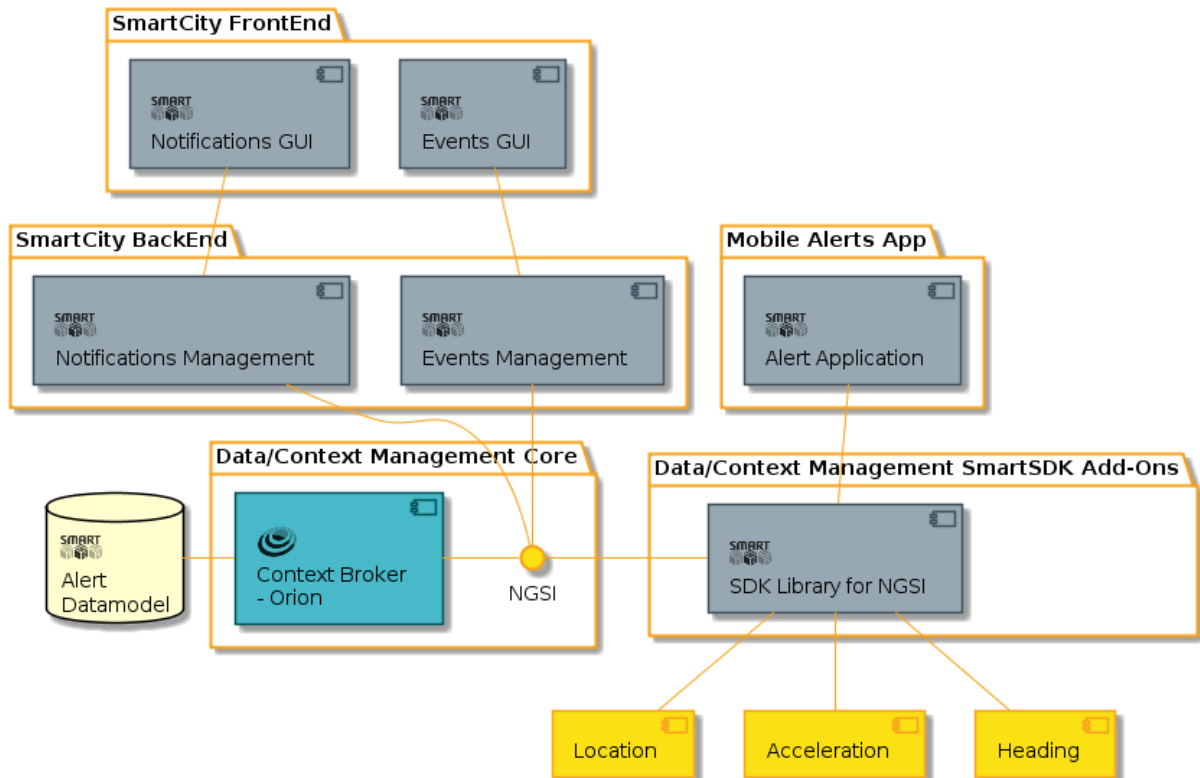 SmartCity FrontEnd
SMART
Notifications GUI
SMART
Events GUI
SmartCity BackEnd
SMART
Notifications Management
SMART
Events Management
Mobile Alerts App
SMART
Alert Application
Data/Context Management Core
SMART
Alert
Datamodel
Context Broker
- Orion
NGSI
Data/Context Management SmartSDK Add-Ons
SMART
SDK Library for NGSI
Location
Acceleration
Heading